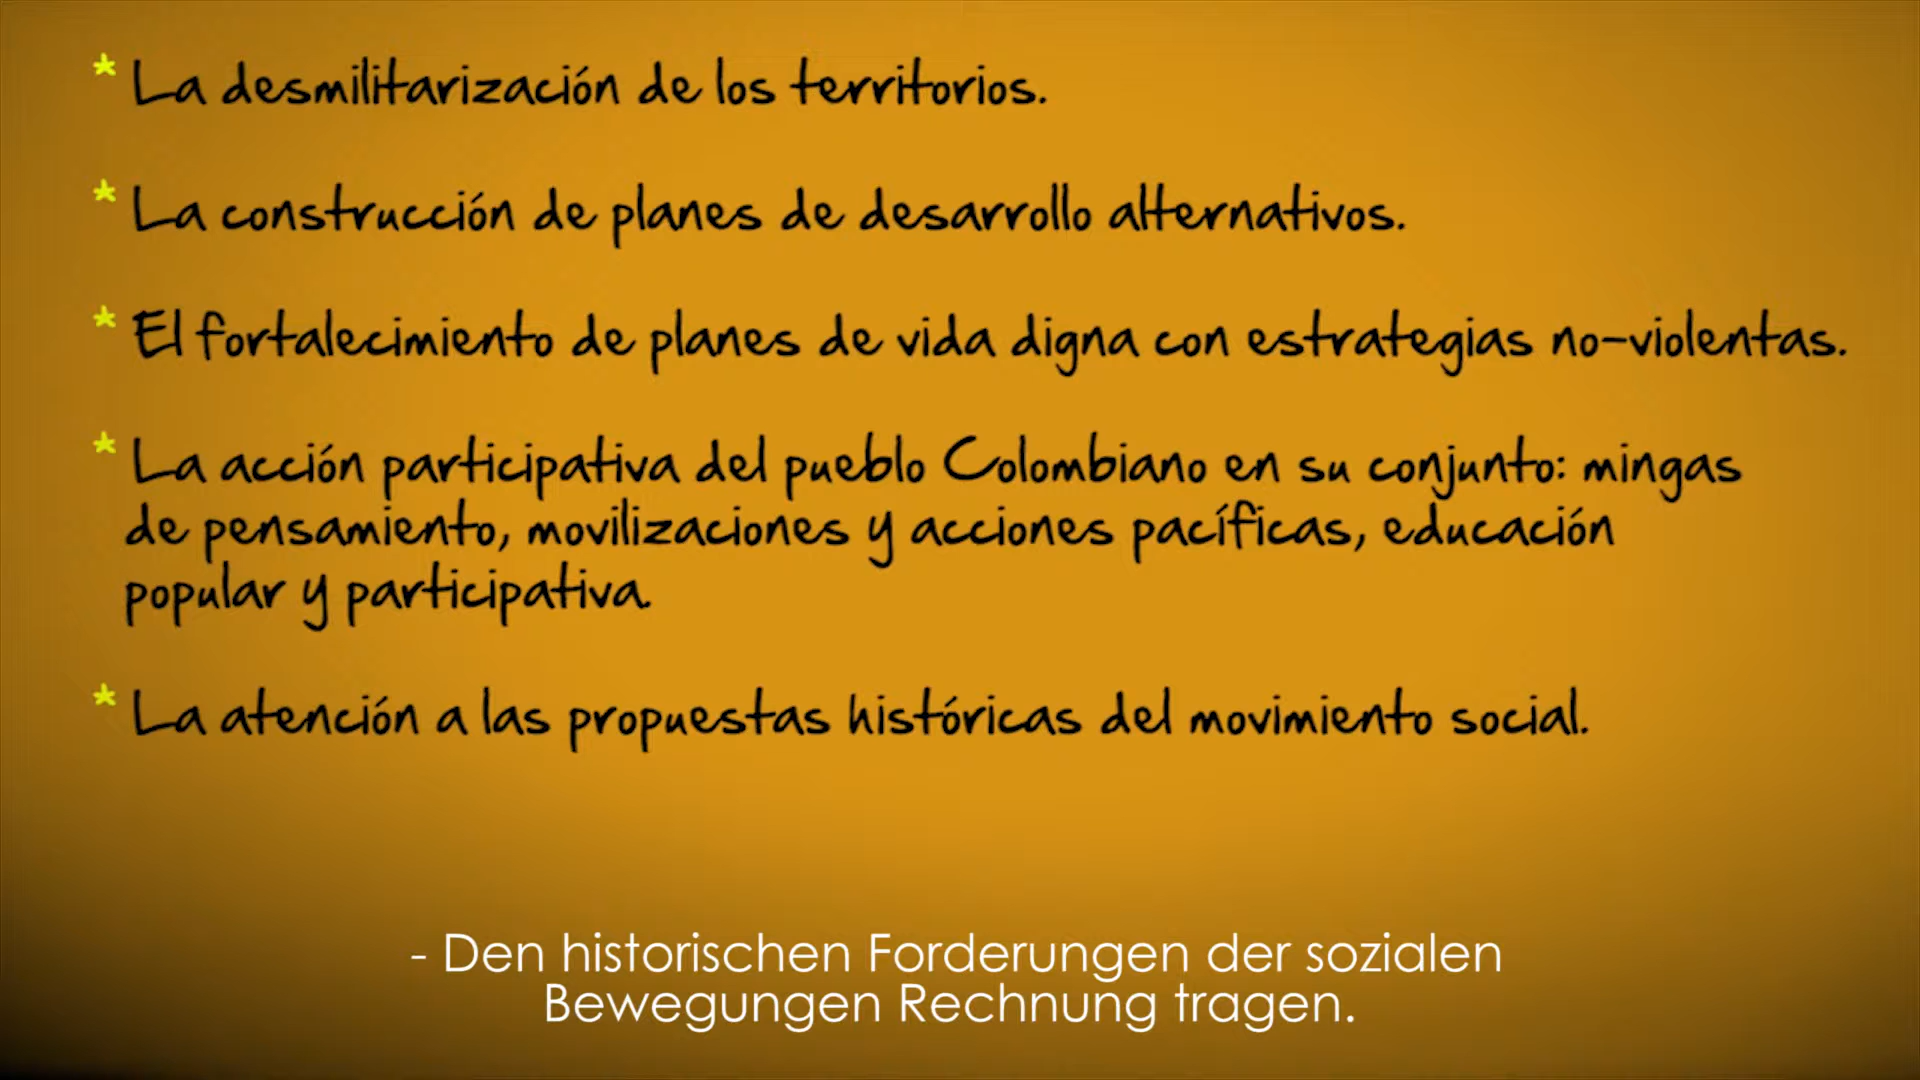 * La desmilitarización de los territorios.
* La construcción de planes de desarrollo alternativos.
* El fortalecimiento de planes de vida digna con estrategias no-violentas.
* La acción participativa del pueblo Colombiano en su conjunto: mingas
de pensamiento, movilizaciones y acciones pacíficas, educación
popular y participativa.
* La atención a las propuestas históricas del movimiento social.
- Den historischen Forderungen der sozialen
Bewegungen Rechnung tragen.